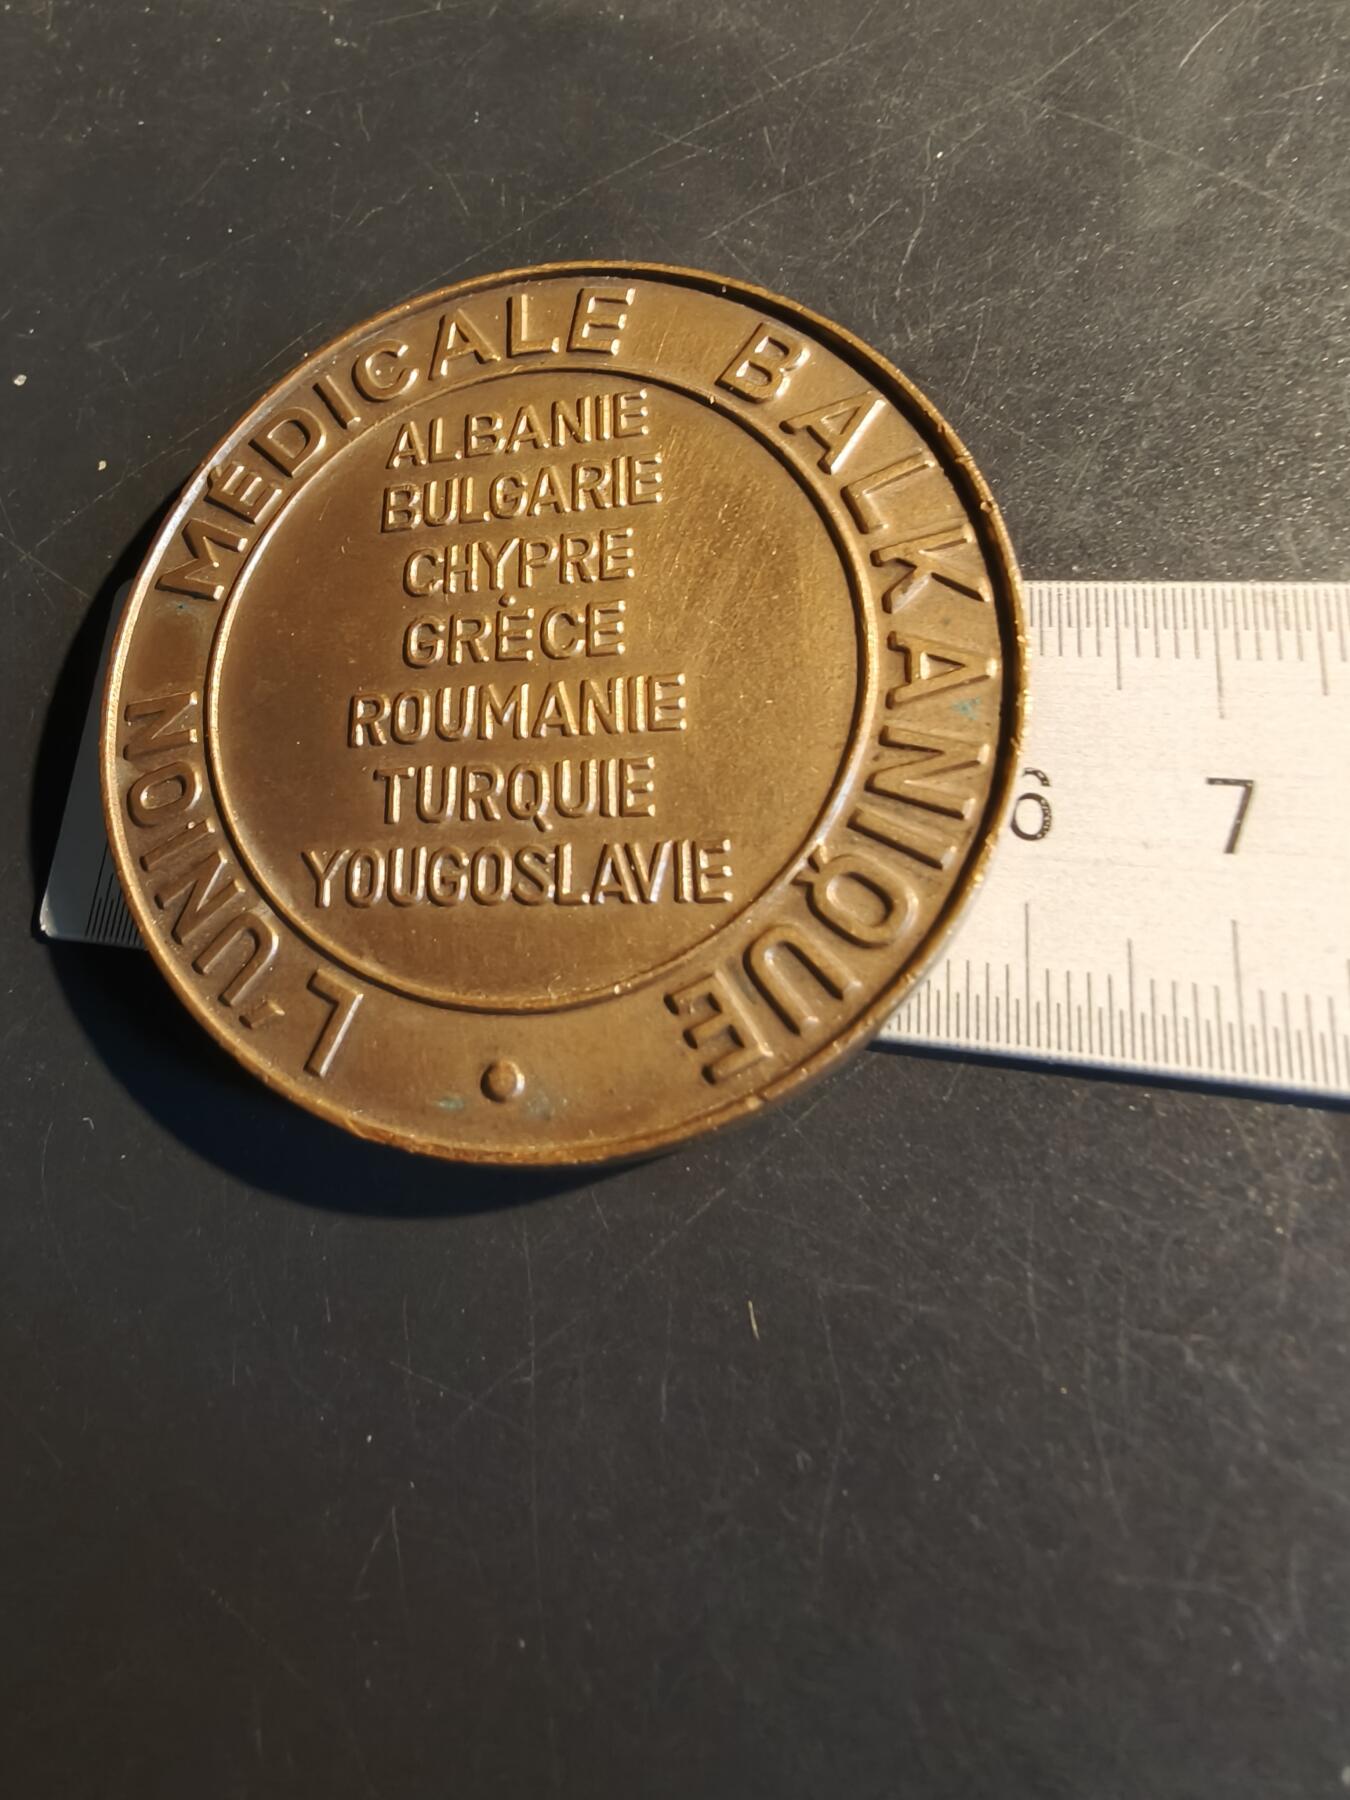 L'UNION MÉDICALE BALKANIQUE
ALBANIE
BULGARIE
CHYPRE
GRÈCE
ROUMANIE
TURQUIE
YOUGOSLAVIE
6 7